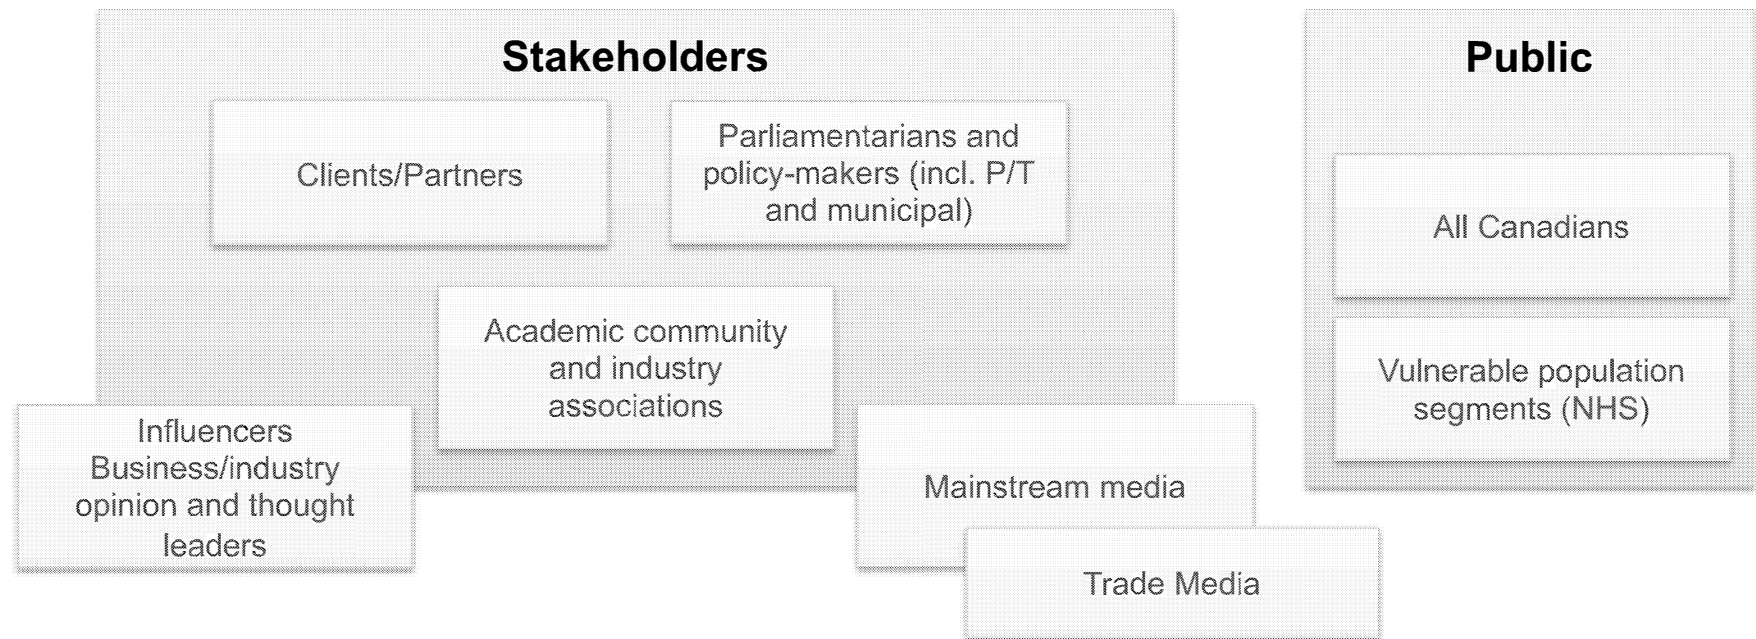 Stakeholders
Clients/Partners
Parliamentarians and
policy-makers (incl. P/T
and municipal)
Academic community
and industry
associations
Influencers
Business/industry
opinion and thought
leaders
Mainstream media
Trade Media
Public
All Canadians
Vulnerable population
segments (NHS)